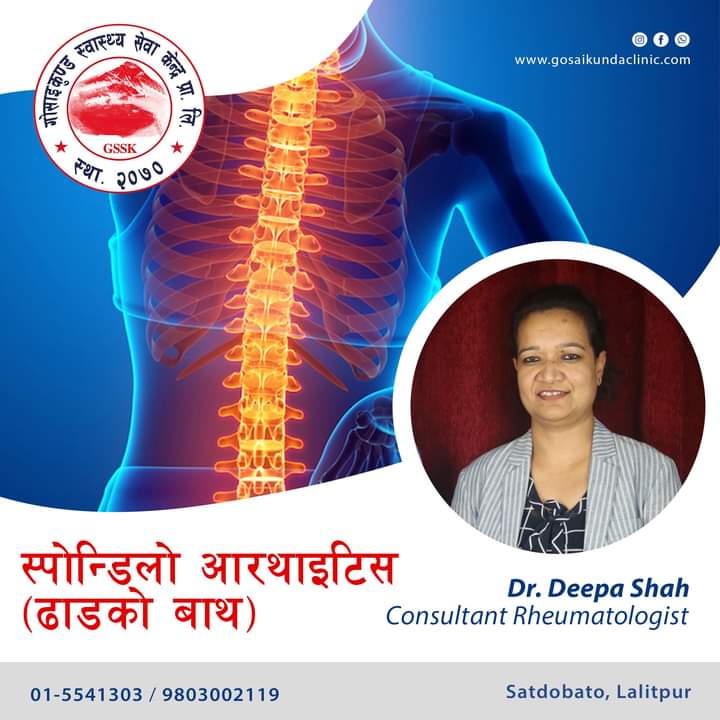 गोसाइकुण्ड स्वास्थ्य सेवा केन्द्र प्रा. लि.
GSSK
स्था. २०७०
www.gosaikundaclinic.com
स्पोन्डिलो आरथाइटिस
(ढाडको बाथ)
Dr. Deepa Shah
Consultant Rheumatologist
01-5541303 / 9803002119
Satdobato, Lalitpur